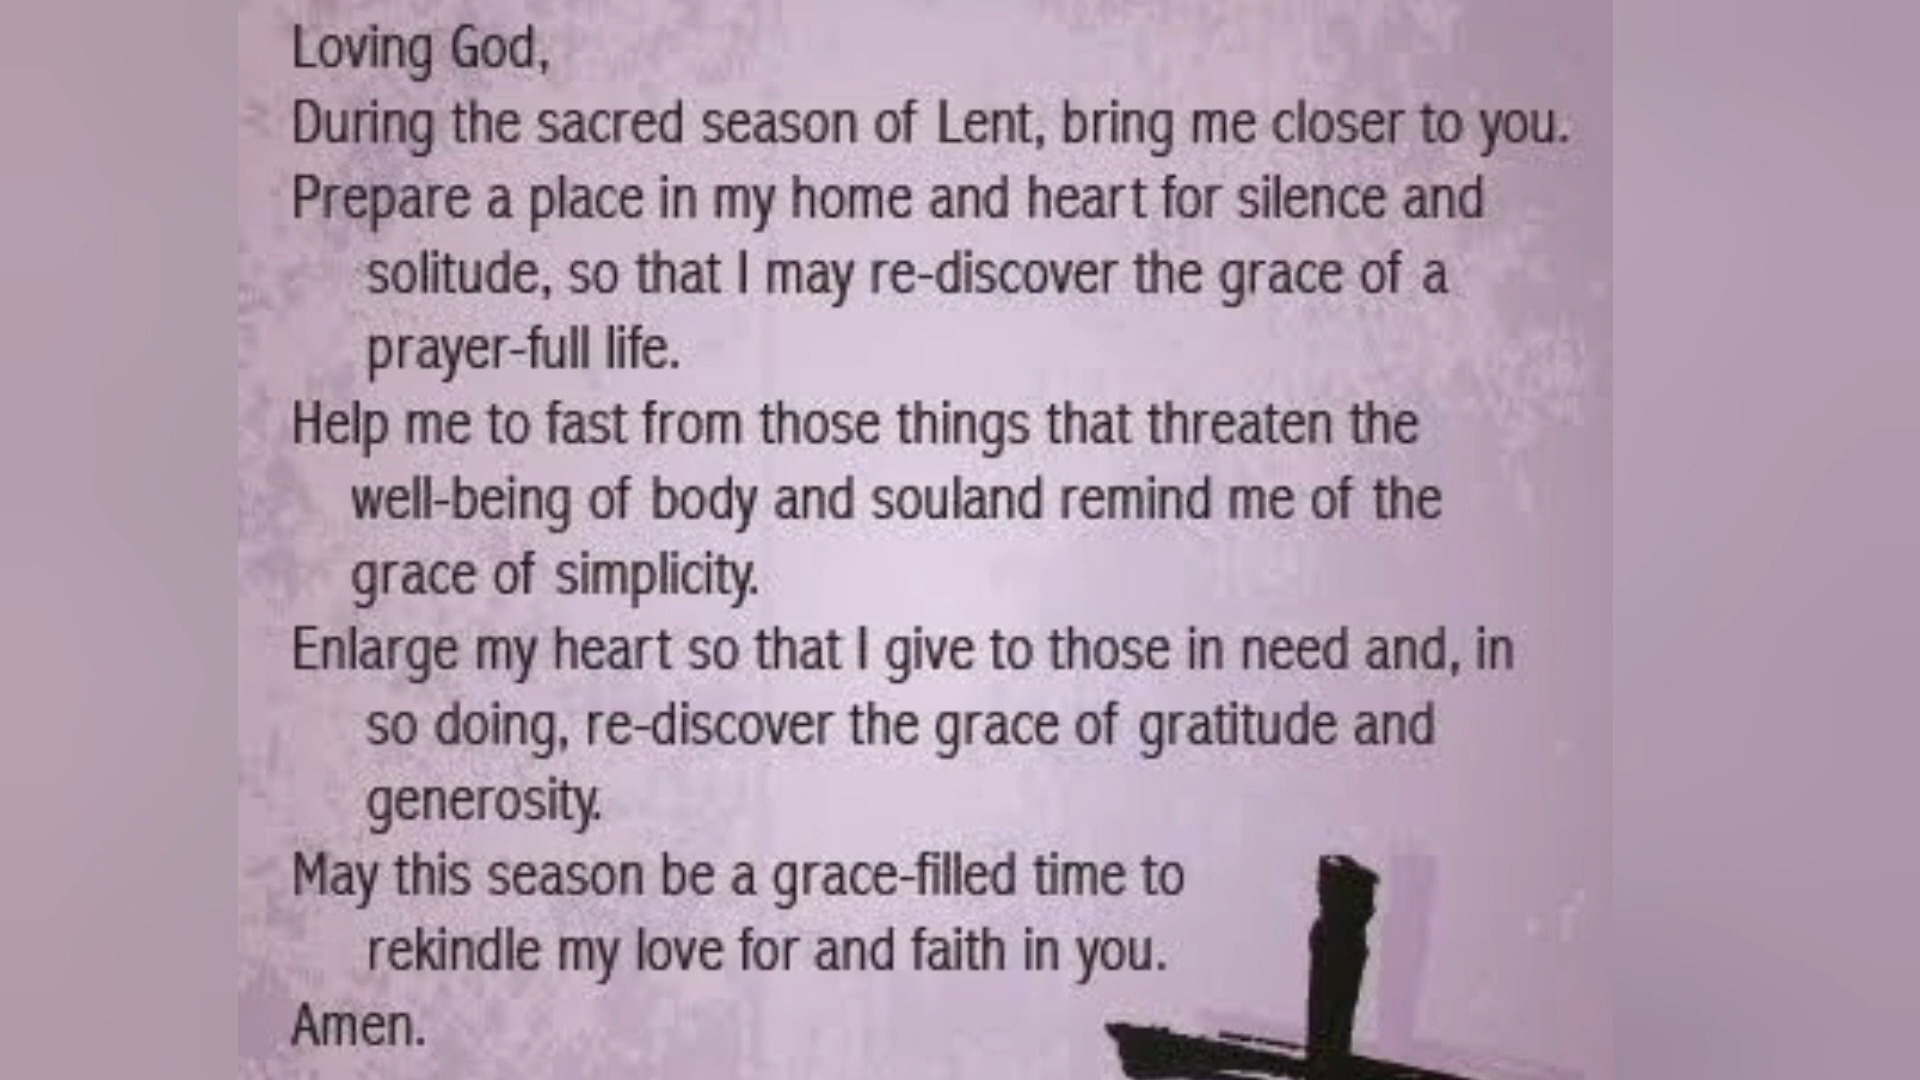 Loving God,
During the sacred season of Lent, bring me closer to you.
Prepare a place in my home and heart for silence and
solitude, so that I may re-discover the grace of a
prayer-full life.
Help me to fast from those things that threaten the
well-being of body and souland remind me of the
grace of simplicity.
Enlarge my heart so that I give to those in need and, in
so doing, re-discover the grace of gratitude and
generosity.
May this season be a grace-filled time to
rekindle my love for and faith in you.
Amen.